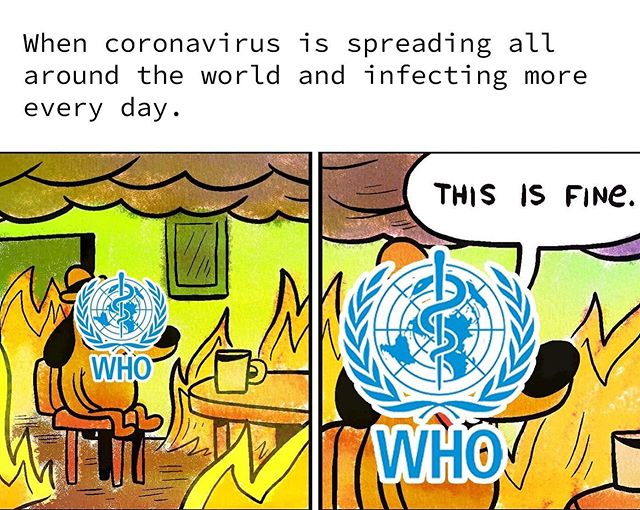 When coronavirus is spreading all
around the world and infecting more
every day.
THIS IS FINE.
WHO
WHO